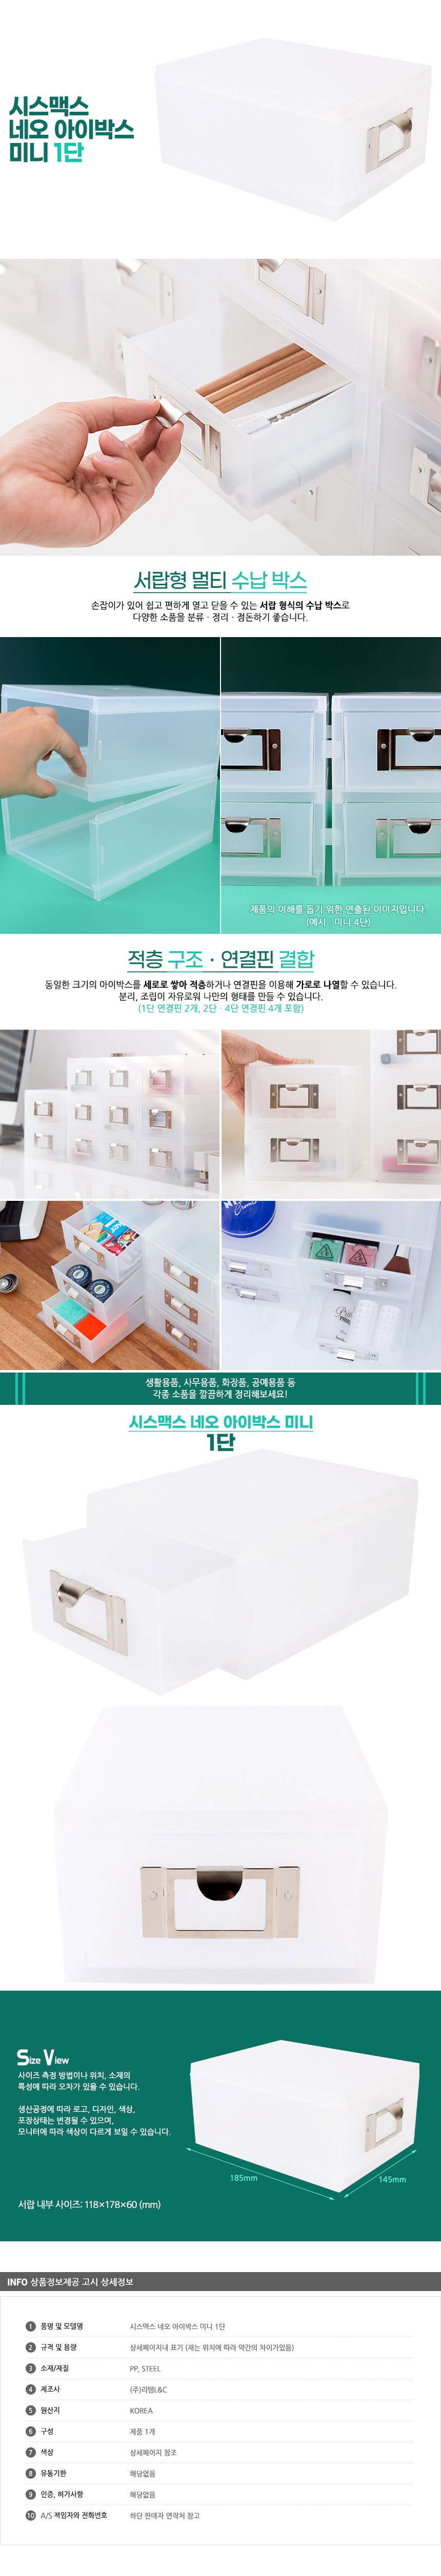 시스맥스
네오 아이박스
미니 1단
서랍형 멀티 수납 박스
손잡이가 있어 쉽고 편하게 열고 닫을 수 있는 서랍 형식의 수납 박스로
다양한 소품을 분류 · 정리 · 정돈하기 좋습니다.
제품의 이해를 돕기 위한 연출된 이미지입니다.
(예시 : 미니 4단)
적층 구조 · 연결핀 결합
동일한 크기의 아이박스를 세로로 쌓아 적층하거나 연결핀을 이용해 가로로 나열할 수 있습니다.
분리, 조립이 자유로워 나만의 형태를 만들 수 있습니다.
(1단 연결핀 2개, 2단 · 4단 연결핀 4개 포함)
생활용품, 사무용품, 화장품, 공예용품 등
각종 소품을 깔끔하게 정리해보세요!
시스맥스 네오 아이박스 미니
1단
Size View
사이즈 측정 방법이나 위치, 소재의
특성에 따라 오차가 있을 수 있습니다.
생산공정에 따라 로고, 디자인, 색상,
포장상태는 변경될 수 있으며,
모니터에 따라 색상이 다르게 보일 수 있습니다.
185mm
145mm
서랍 내부 사이즈: 118×178×60 (mm)
INFO 상품정보제공 고시 상세정보
1 품명 및 모델명 시스맥스 네오 아이박스 미니 1단
2 규격 및 용량 상세페이지내 표기 (재는 위치에 따라 약간의 차이가있음)
3 소재/재질 PP, STEEL
4 제조사 (주)리템L&C
5 원산지 KOREA
6 구성 제품 1개
7 색상 상세페이지 참조
8 유통기한 해당없음
9 인증, 허가사항 해당없음
10 A/S 책임자와 전화번호 하단 판매자 연락처 참고